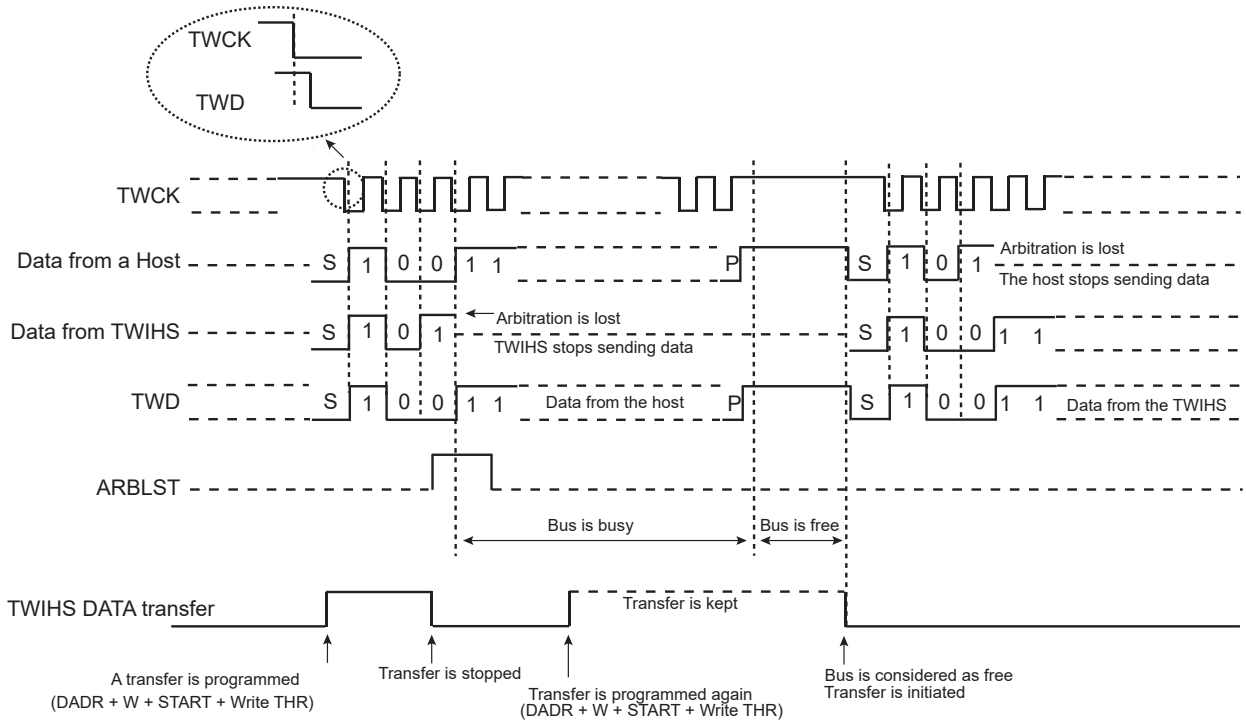 TWCK
TWD
TWCK
Data from a Host S 1 0 0 1 1 P S 1 0 1 Arbitration is lost
The host stops sending data
Data from TWIHS S 1 0 1 Arbitration is lost S 1 0 0 1 1
TWIHS stops sending data
TWD S 1 0 0 1 1 Data from the host P S 1 0 0 1 1 Data from the TWIHS
ARBLST
Bus is busy Bus is free
TWIHS DATA transfer Transfer is kept
A transfer is programmed
(DADR + W + START + Write THR)
Transfer is stopped
Transfer is programmed again
(DADR + W + START + Write THR)
Bus is considered as free
Transfer is initiated